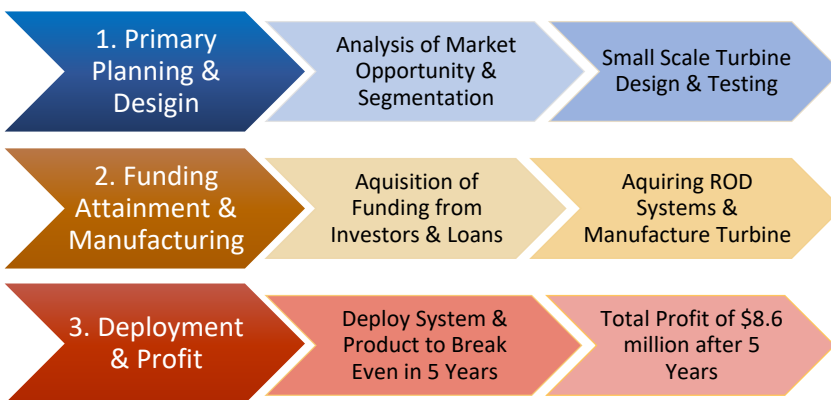 1. Primary
Planning &
Desigin
Analysis of Market
Opportunity &
Segmentation
Small Scale Turbine
Design & Testing
2. Funding
Attainment &
Manufacturing
Aquisition of
Funding from
Investors & Loans
Aquiring ROD
Systems &
Manufacture Turbine
3. Deployment
& Profit
Deploy System &
Product to Break
Even in 5 Years
Total Profit of $8.6
million after 5
Years